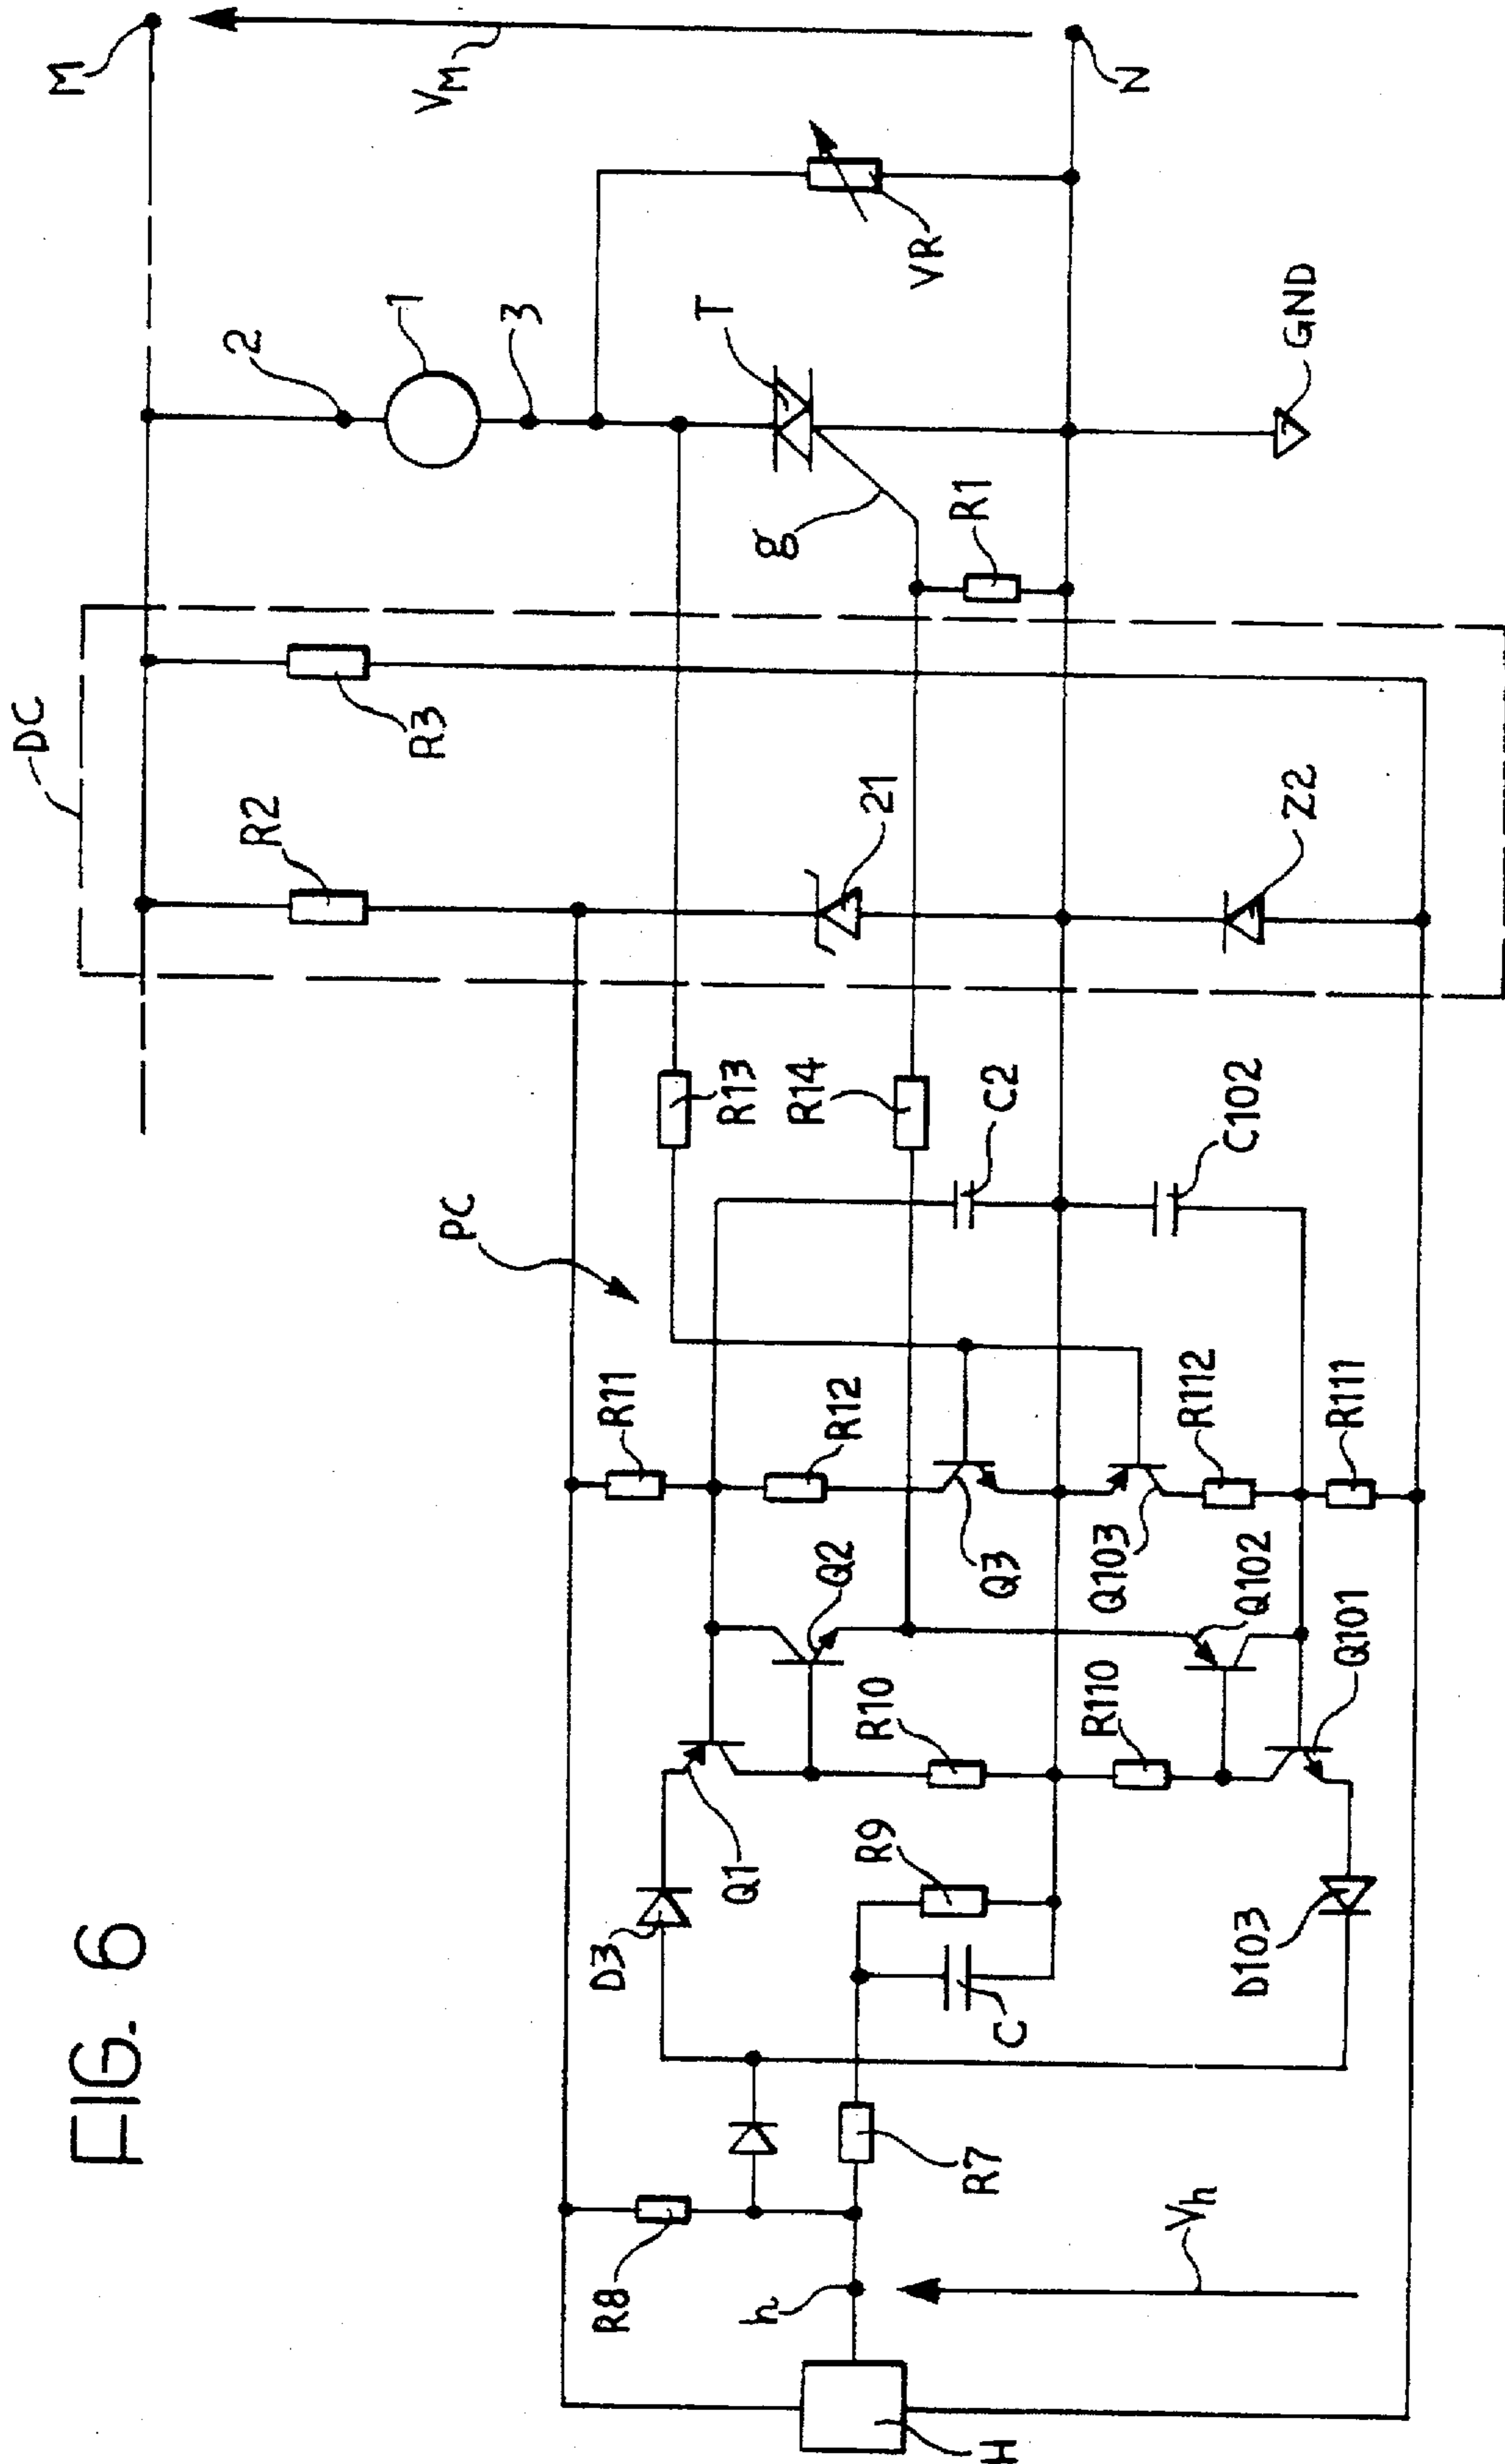 FIG. 6
M
VM
N
VR
2
1
3
T
GND
g
R1
DC
R3
R2
21
Z2
R13
R14
C2
C102
PC
R11
R12
R112
R111
Q2
Q3
Q103
Q102
Q101
R10
R110
Q1
R9
D3
C
D103
R7
R8
h
Vh
H